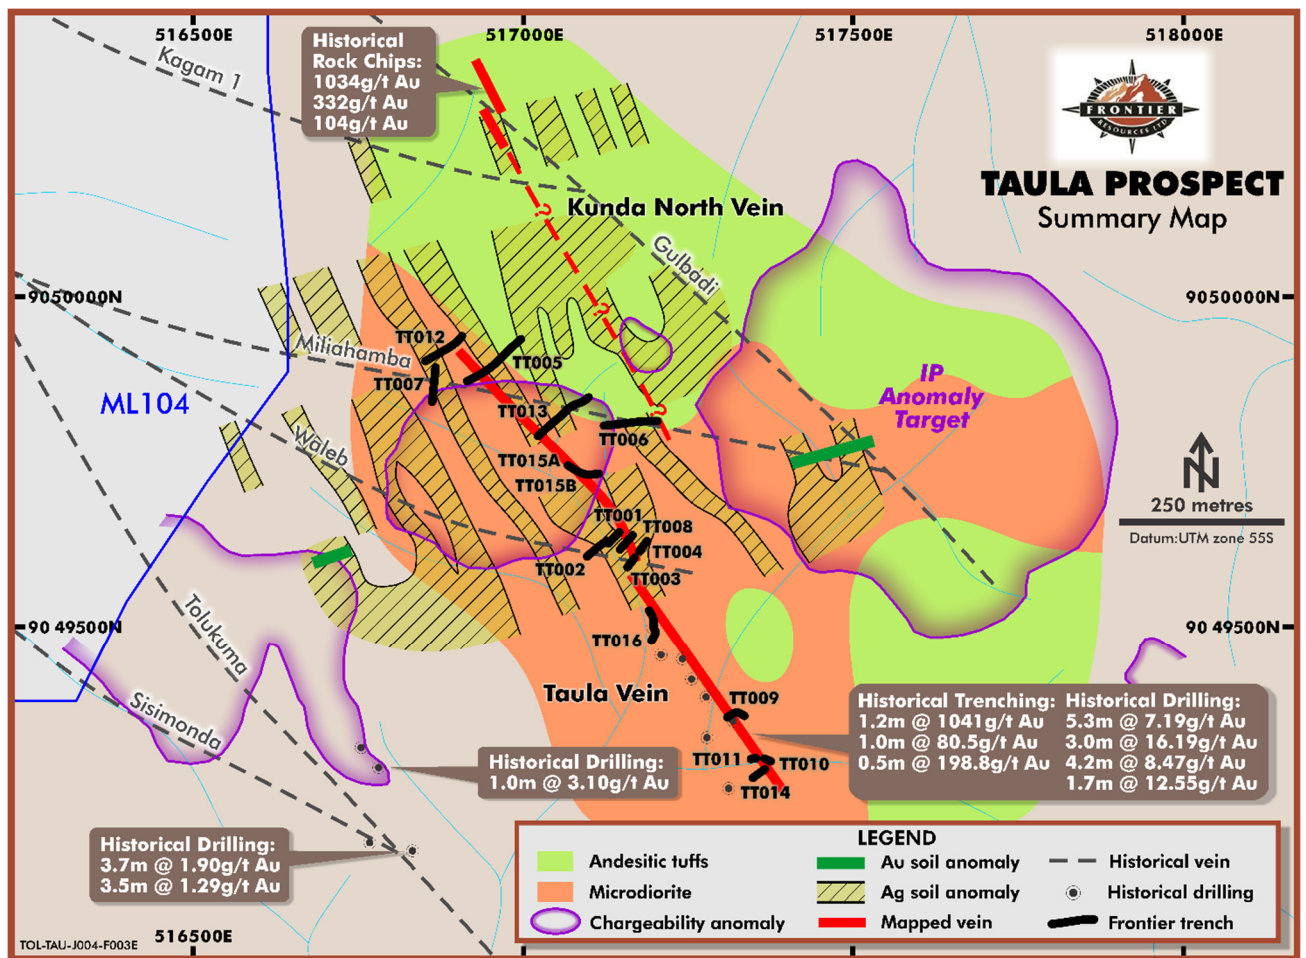 516500E
517000E
517500E
518000E
Historical
Rock Chips:
1034g/t Au
332g/t Au
104g/t Au
Kagam 1
FRONTIER
RESOURCES LTD
TAULA PROSPECT
Summary Map
Kunda North Vein
Gulbadi
?
?
?
9050000N
9050000N
TT012
TT005
Miliahamba
TT007
IP
Anomaly
Target
ML104
TT013
TT006
Wäleb
TT015A
TT015B
N
250 metres
Datum:UTM zone 55S
TT001
TT008
TT004
TT002
TT003
Tolukuma
90 49500N
90 49500N
TT016
Taula Vein
TT009
Sisimonda
Historical Trenching:
1.2m @ 1041g/t Au
1.0m @ 80.5g/t Au
0.5m @ 198.8g/t Au
Historical Drilling:
5.3m @ 7.19g/t Au
3.0m @ 16.19g/t Au
4.2m @ 8.47g/t Au
1.7m @ 12.55g/t Au
TT011
TT010
TT014
Historical Drilling:
1.0m @ 3.10g/t Au
Historical Drilling:
3.7m @ 1.90g/t Au
3.5m @ 1.29g/t Au
LEGEND
Andesitic tuffs
Microdiorite
Chargeability anomaly
Au soil anomaly
Ag soil anomaly
Mapped vein
Historical vein
Historical drilling
Frontier trench
TOL-TAU-J004-F003E
516500E